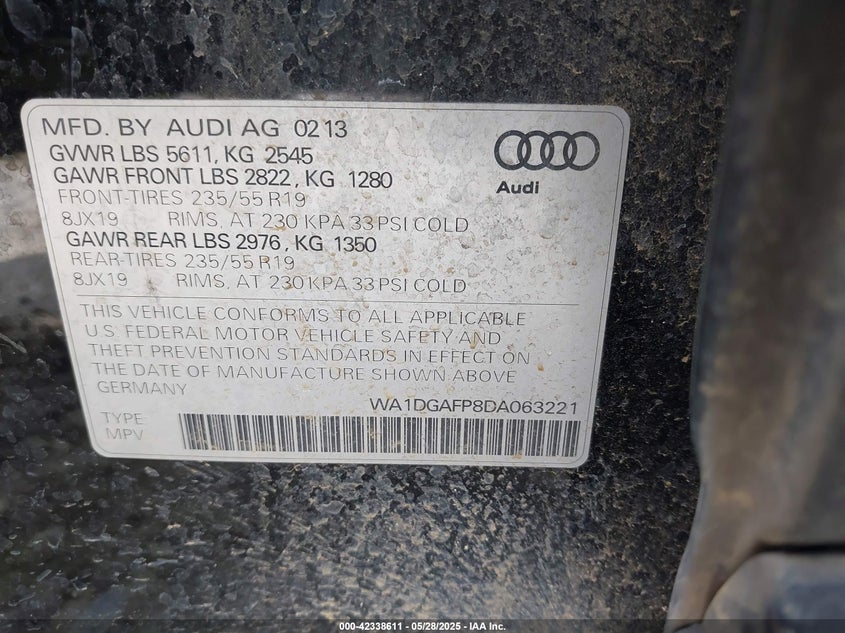 MFD. BY AUDI AG 02 13
GVWR LBS 5611, KG 2545
GAWR FRONT LBS 2822, KG 1280
FRONT-TIRES 235/55 R19
8JX19 RIMS, AT 230 KPA 33 PSI COLD
GAWR REAR LBS 2976, KG 1350
REAR-TIRES 235/55 R19
8JX19 RIMS, AT 230 KPA 33 PSI COLD
Audi
THIS VEHICLE CONFORMS TO ALL APPLICABLE
U.S. FEDERAL MOTOR VEHICLE SAFETY AND
THEFT PREVENTION STANDARDS IN EFFECT ON
THE DATE OF MANUFACTURE SHOWN ABOVE
GERMANY
WA1DGAFP8DA063221
TYPE
MPV
000-42338611 - 05/28/2025 - IAA Inc.